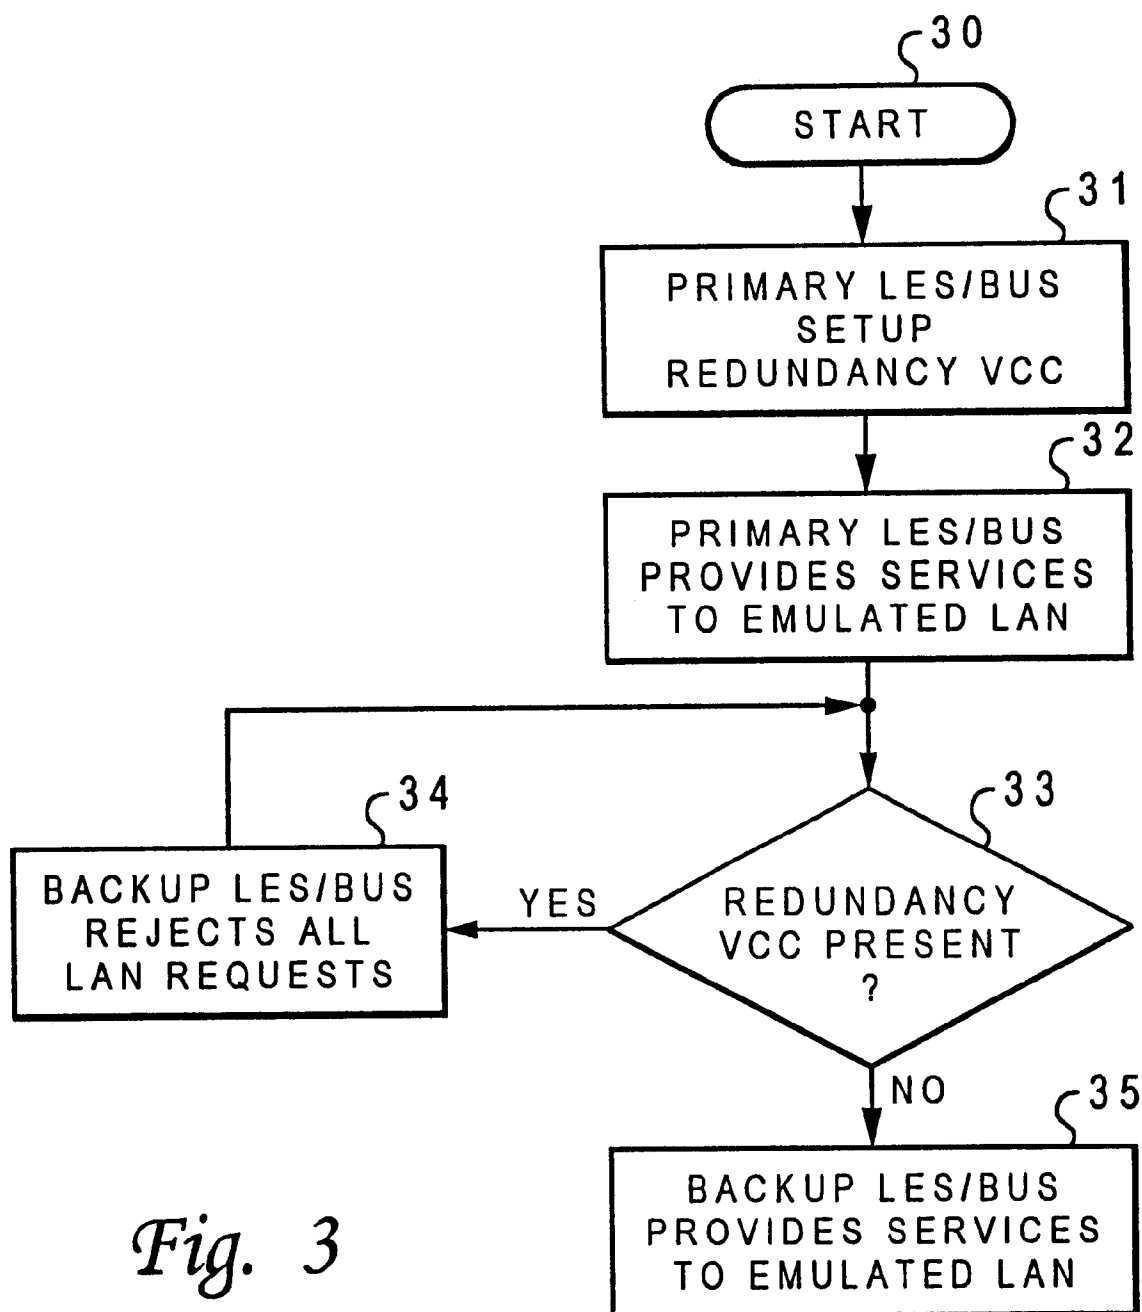 30
START
31
PRIMARY LES/BUS
SETUP
REDUNDANCY VCC
32
PRIMARY LES/BUS
PROVIDES SERVICES
TO EMULATED LAN
33
REDUNDANCY
VCC PRESENT
?
YES
34
BACKUP LES/BUS
REJECTS ALL
LAN REQUESTS
NO
35
BACKUP LES/BUS
PROVIDES SERVICES
TO EMULATED LAN
Fig. 3